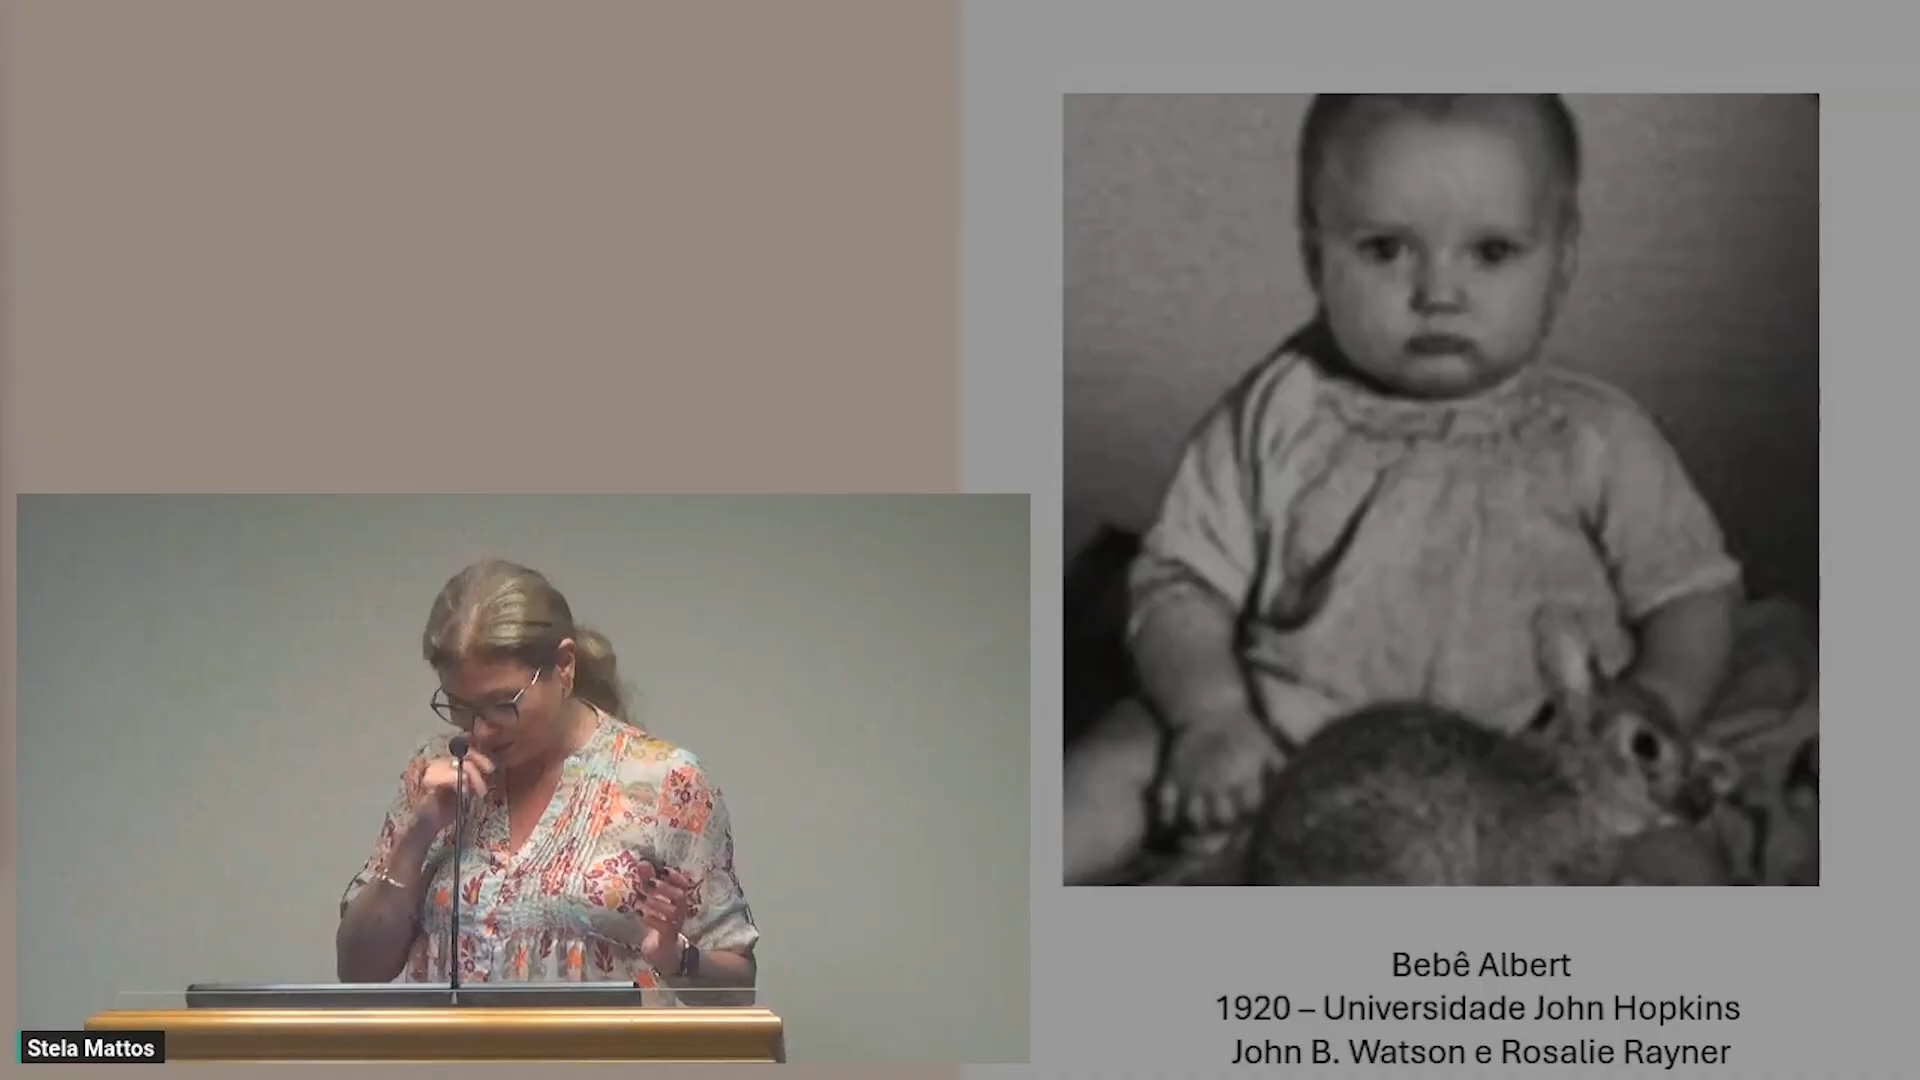 Bebê Albert
1920 – Universidade John Hopkins
John B. Watson e Rosalie Rayner
Stela Mattos